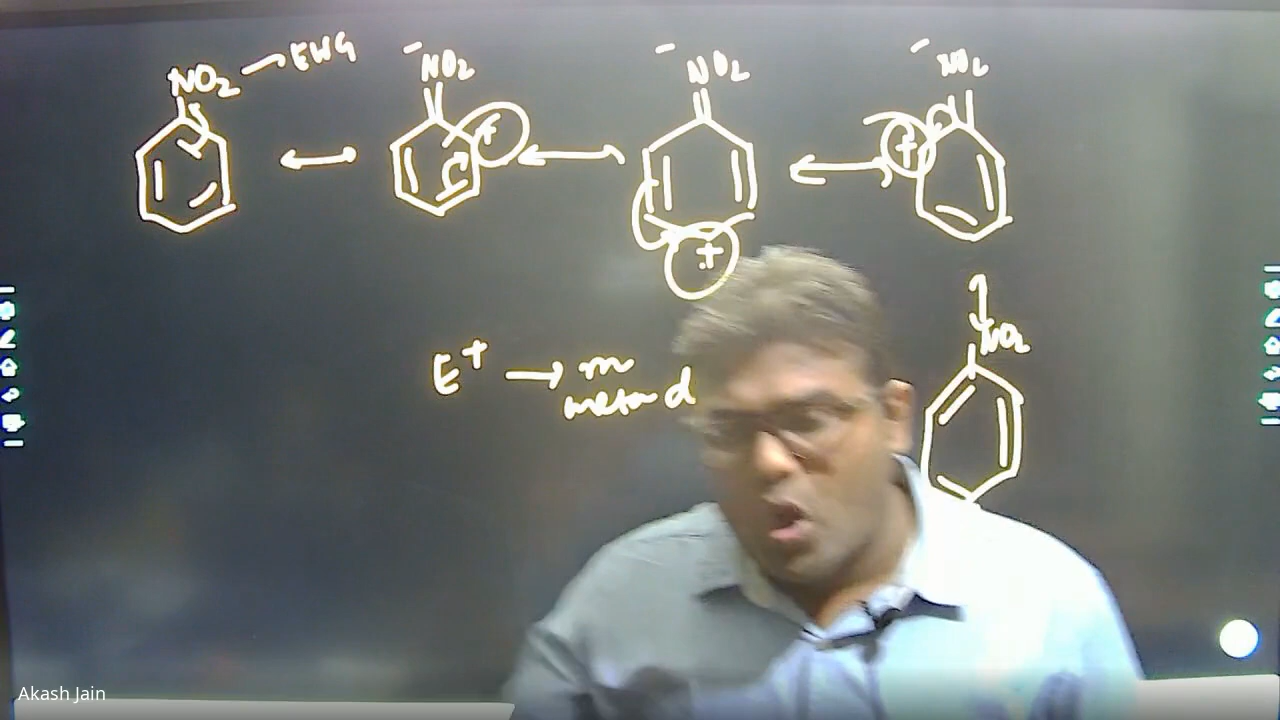 NO₂ → EWG
⁻NO₂
⁻NO₂
⁻NO₂
+
+
+
NO₂
E⁺ → m
meta d
Akash Jain